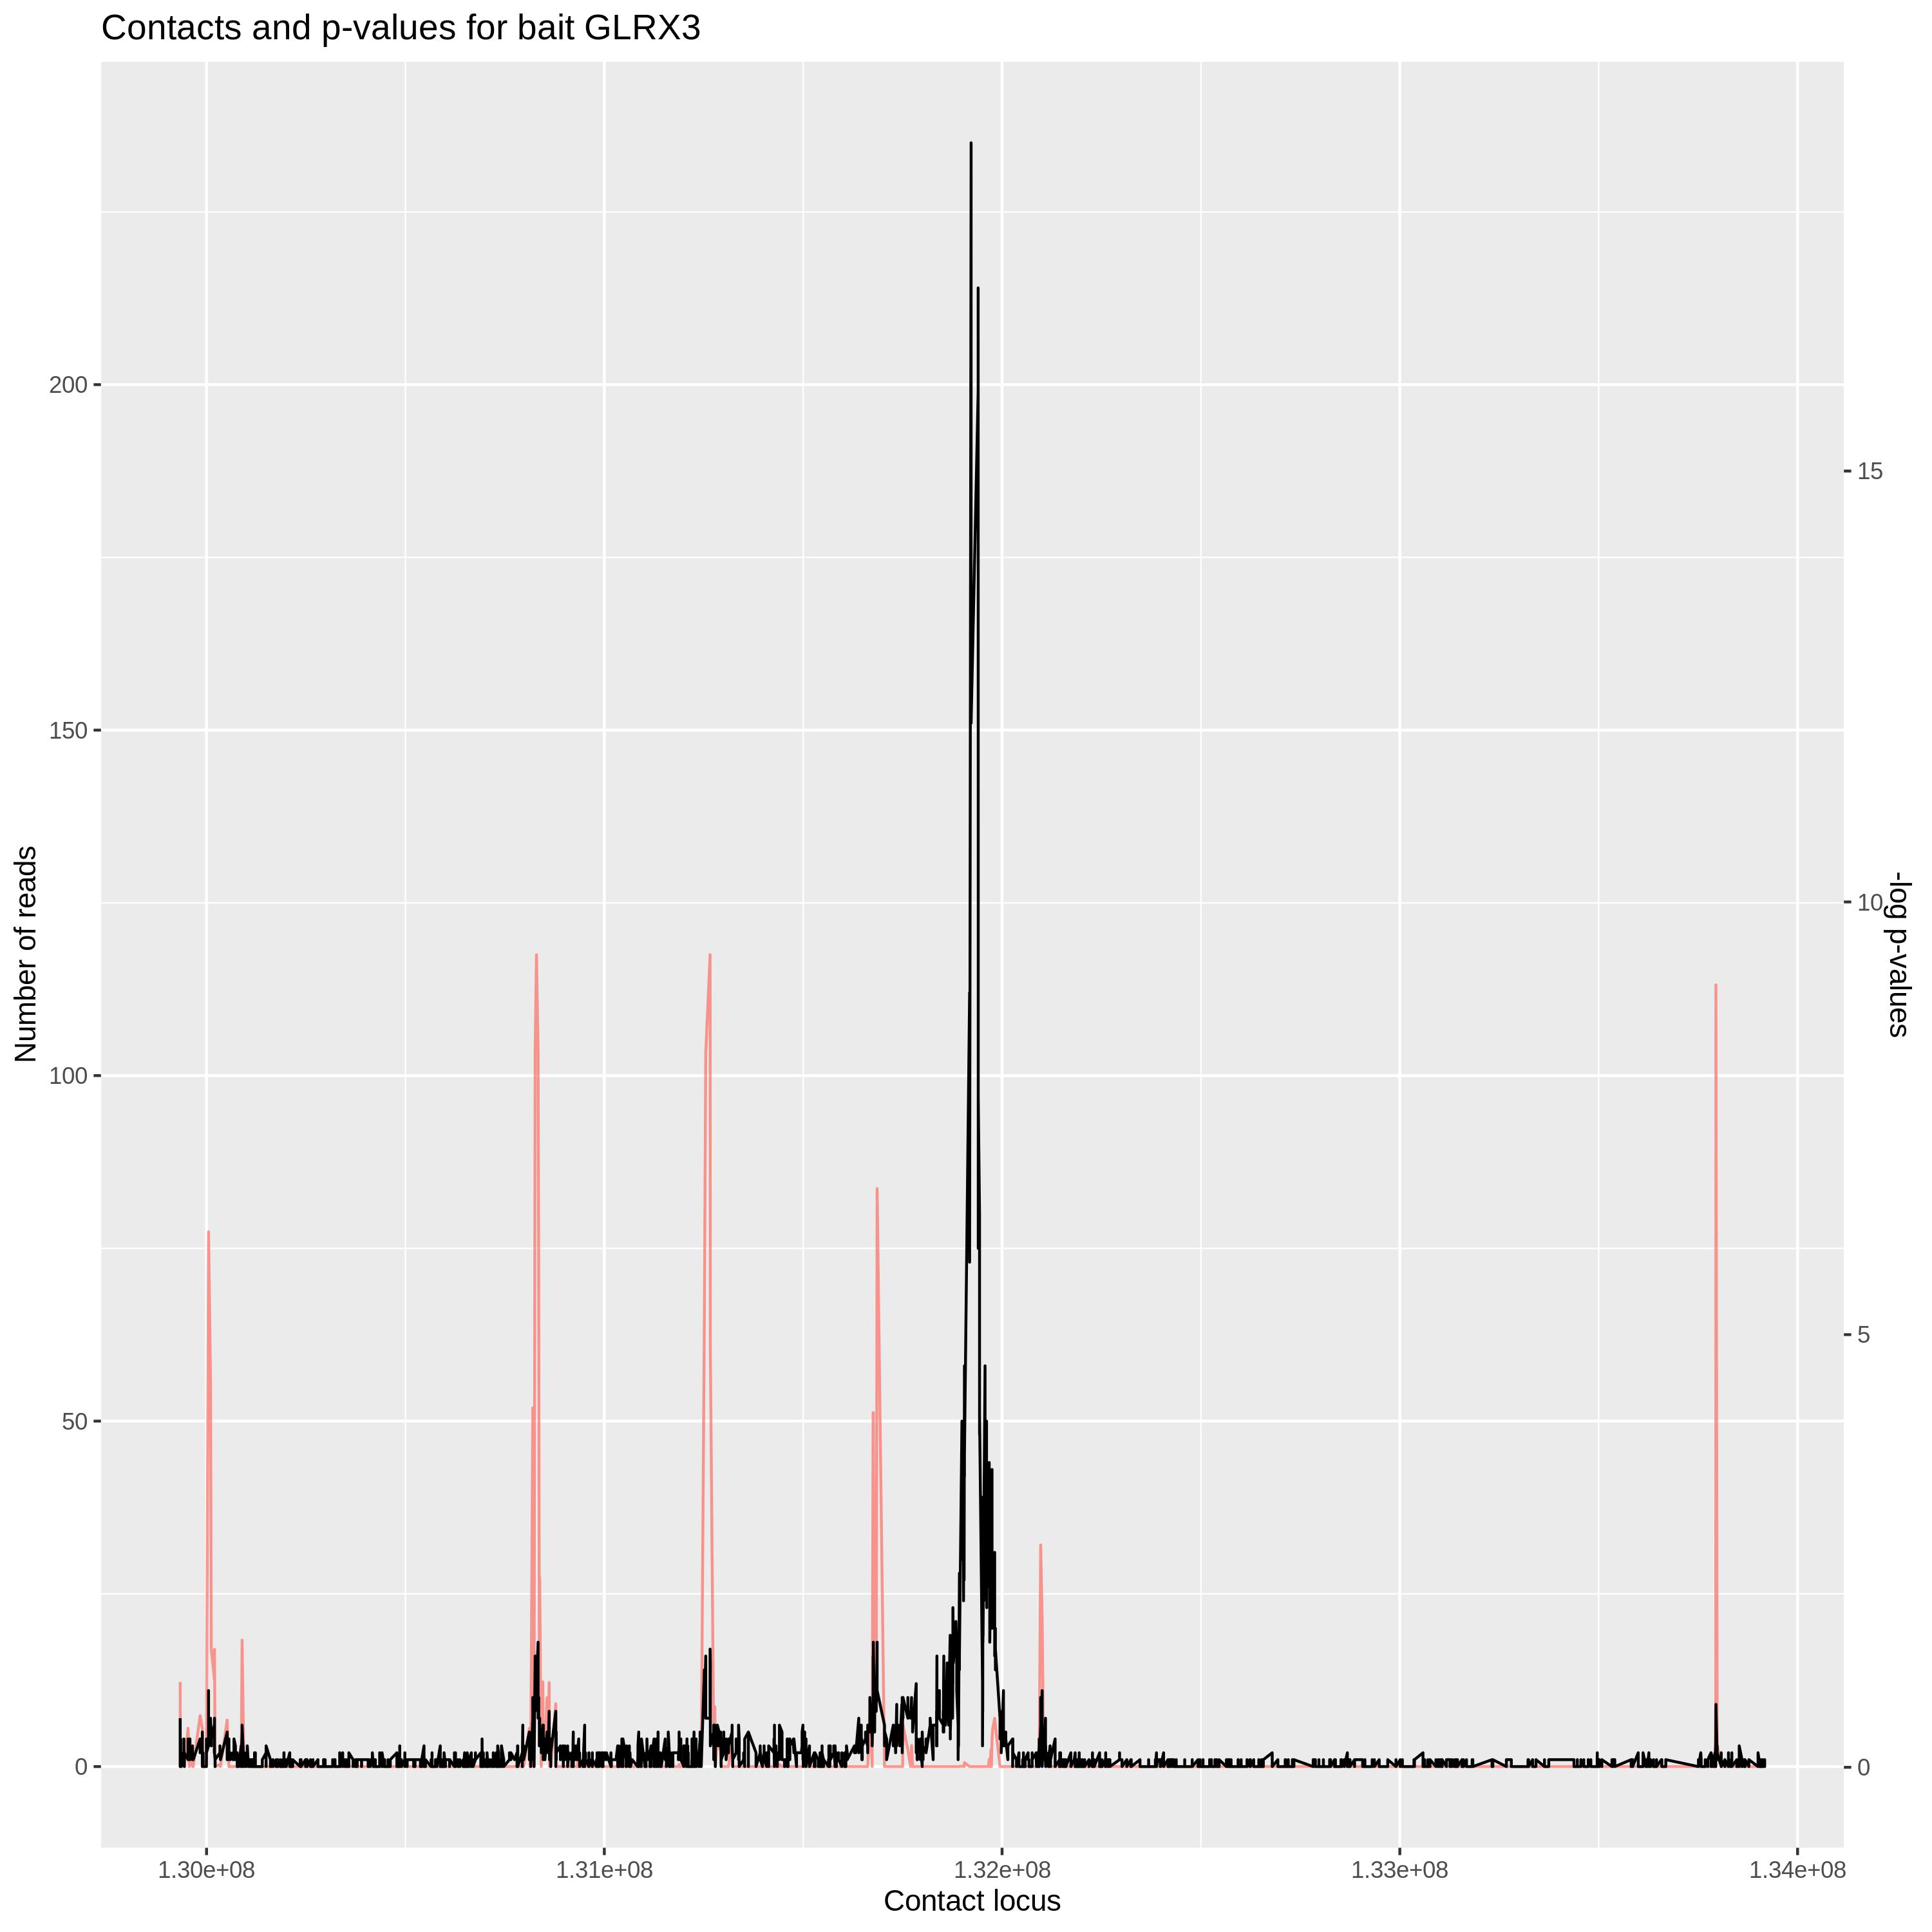 Contacts and p-values for bait GLRX3
200
150
100
50
0
Number of reads
15
10
5
0
-log p-values
1.30e+08
1.31e+08
1.32e+08
1.33e+08
1.34e+08
Contact locus